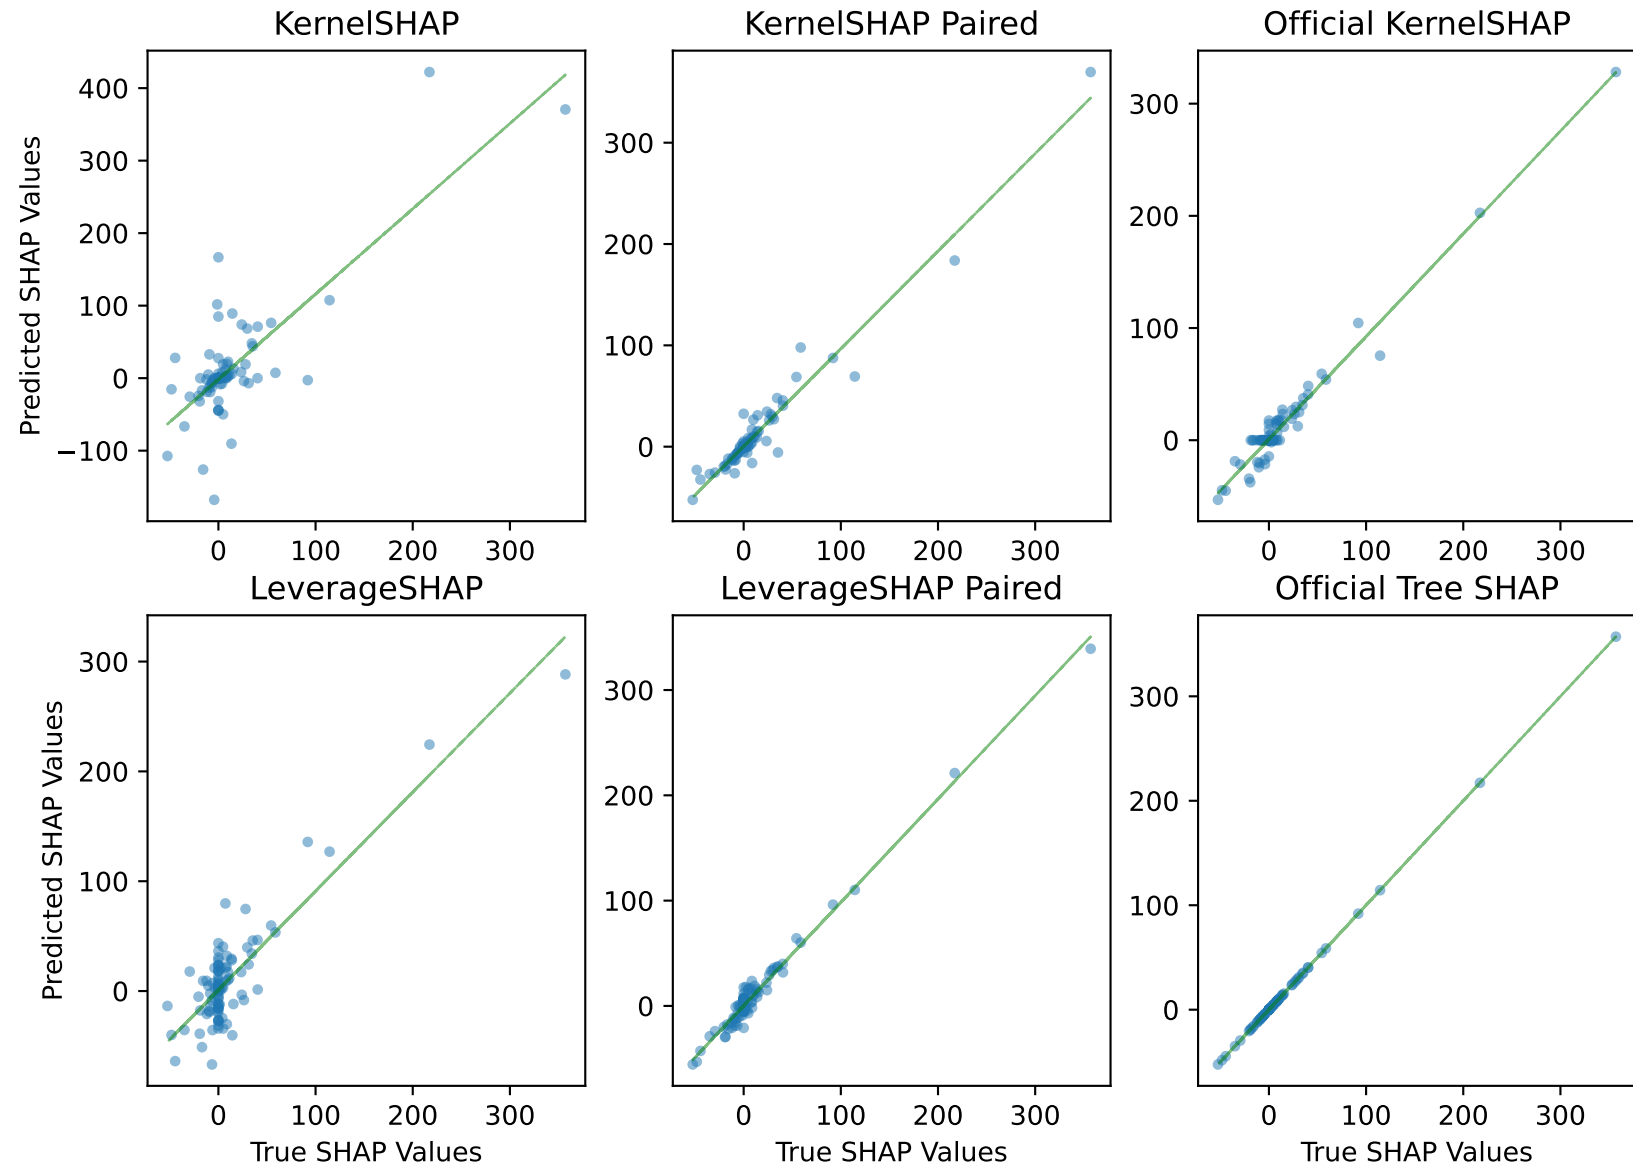 KernelSHAP
KernelSHAP Paired
Official KernelSHAP
Predicted SHAP Values
400
300
200
100
0
−100
0 100 200 300
300
200
100
0
0 100 200 300
300
200
100
0
0 100 200 300
LeverageSHAP
LeverageSHAP Paired
Official Tree SHAP
Predicted SHAP Values
300
200
100
0
0 100 200 300
True SHAP Values
300
200
100
0
0 100 200 300
True SHAP Values
300
200
100
0
0 100 200 300
True SHAP Values